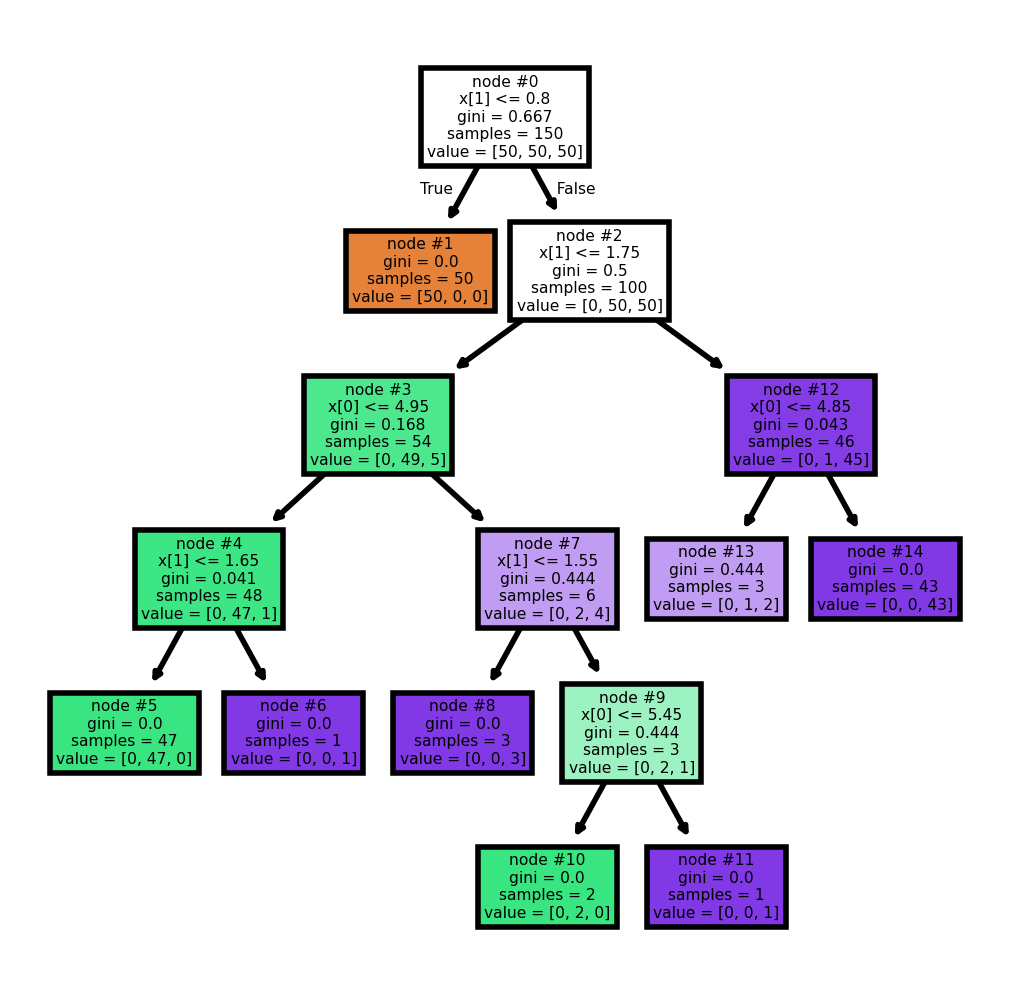 node #0
x[1] <= 0.8
gini = 0.667
samples = 150
value = [50, 50, 50]
True
False
node #1
gini = 0.0
samples = 50
value = [50, 0, 0]
node #2
x[1] <= 1.75
gini = 0.5
samples = 100
value = [0, 50, 50]
node #3
x[0] <= 4.95
gini = 0.168
samples = 54
value = [0, 49, 5]
node #12
x[0] <= 4.85
gini = 0.043
samples = 46
value = [0, 1, 45]
node #4
x[1] <= 1.65
gini = 0.041
samples = 48
value = [0, 47, 1]
node #7
x[1] <= 1.55
gini = 0.444
samples = 6
value = [0, 2, 4]
node #13
gini = 0.444
samples = 3
value = [0, 1, 2]
node #14
gini = 0.0
samples = 43
value = [0, 0, 43]
node #5
gini = 0.0
samples = 47
value = [0, 47, 0]
node #6
gini = 0.0
samples = 1
value = [0, 0, 1]
node #8
gini = 0.0
samples = 3
value = [0, 0, 3]
node #9
x[0] <= 5.45
gini = 0.444
samples = 3
value = [0, 2, 1]
node #10
gini = 0.0
samples = 2
value = [0, 2, 0]
node #11
gini = 0.0
samples = 1
value = [0, 0, 1]